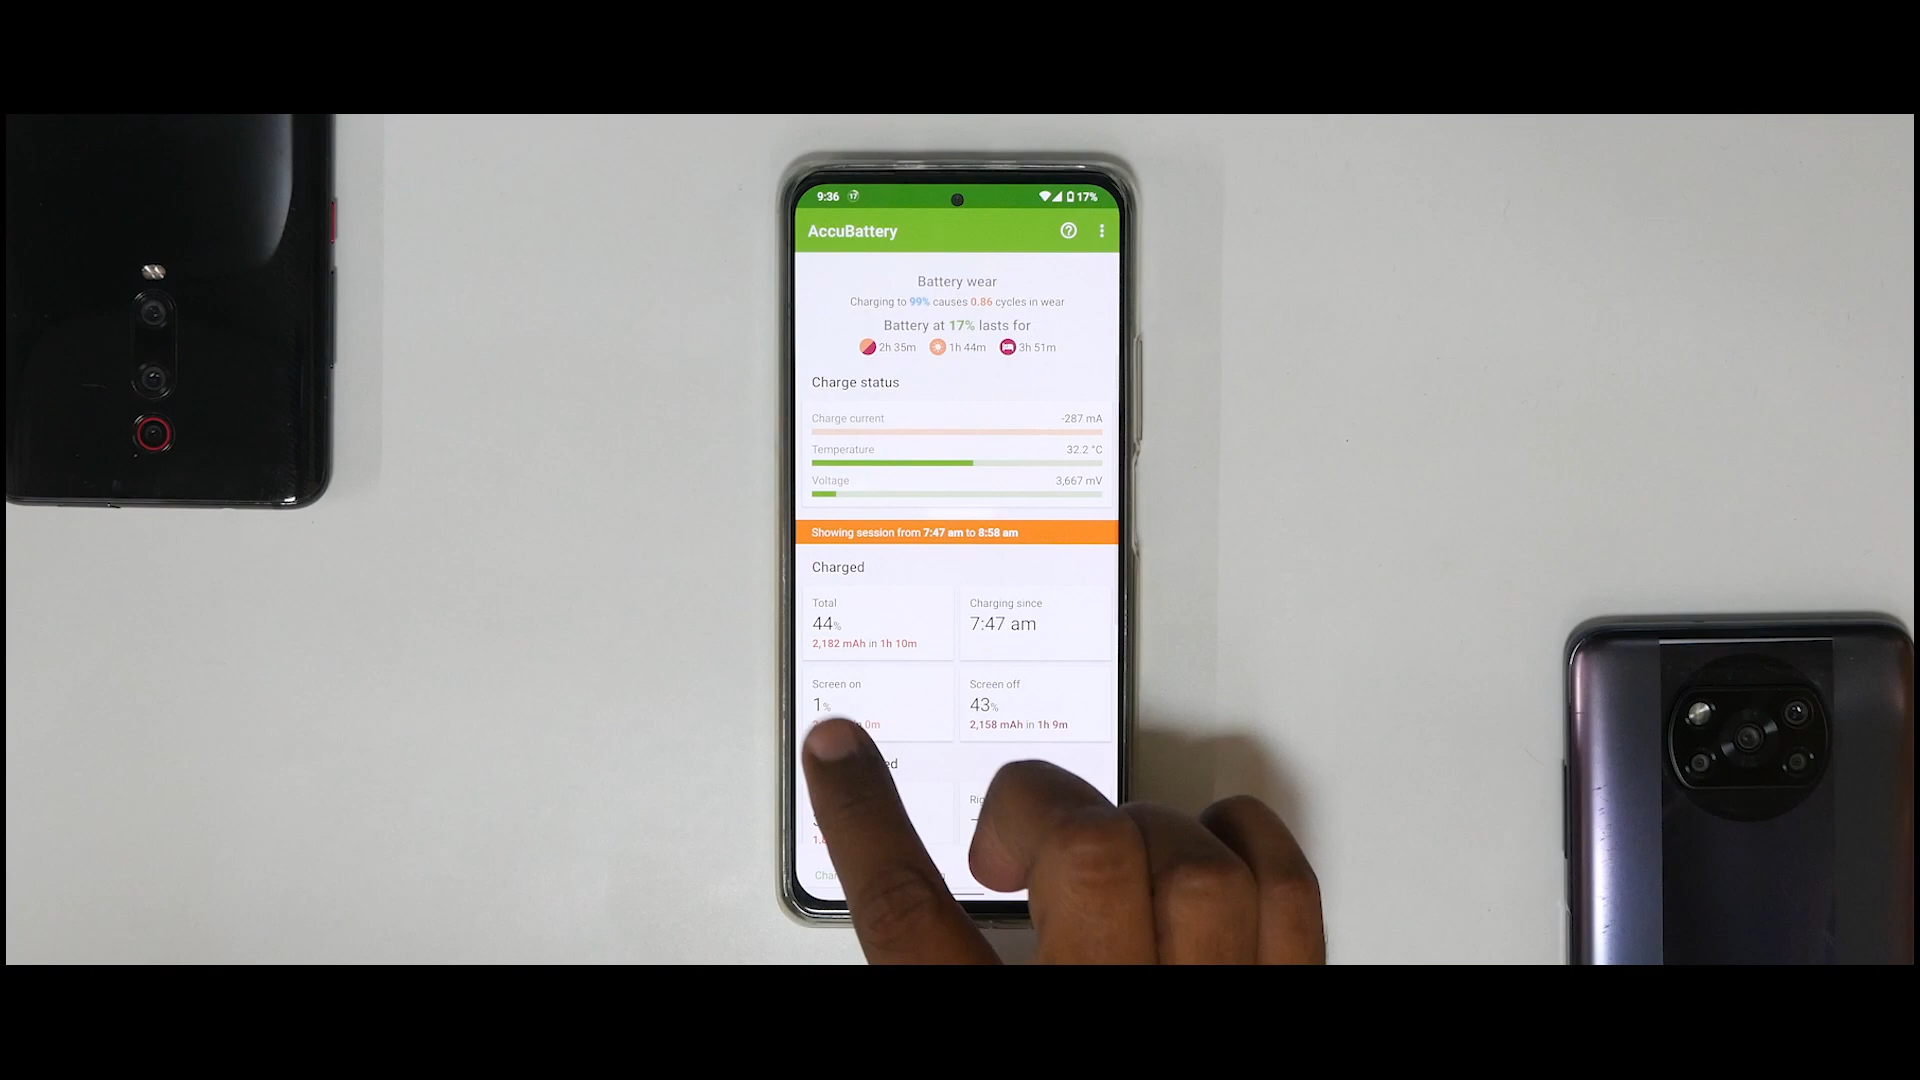 9:36 17 17%
AccuBattery
Battery wear
Charging to 99% causes 0.86 cycles in wear
Battery at 17% lasts for
2h 35m 1h 44m 3h 51m
Charge status
Charge current -287 mA
Temperature 32.2 °C
Voltage 3,667 mV
Showing session from 7:47 am to 8:58 am
Charged
Total Charging since
44% 7:47 am
2,182 mAh in 1h 10m
Screen on Screen off
1% 43%
0m 2,158 mAh in 1h 9m